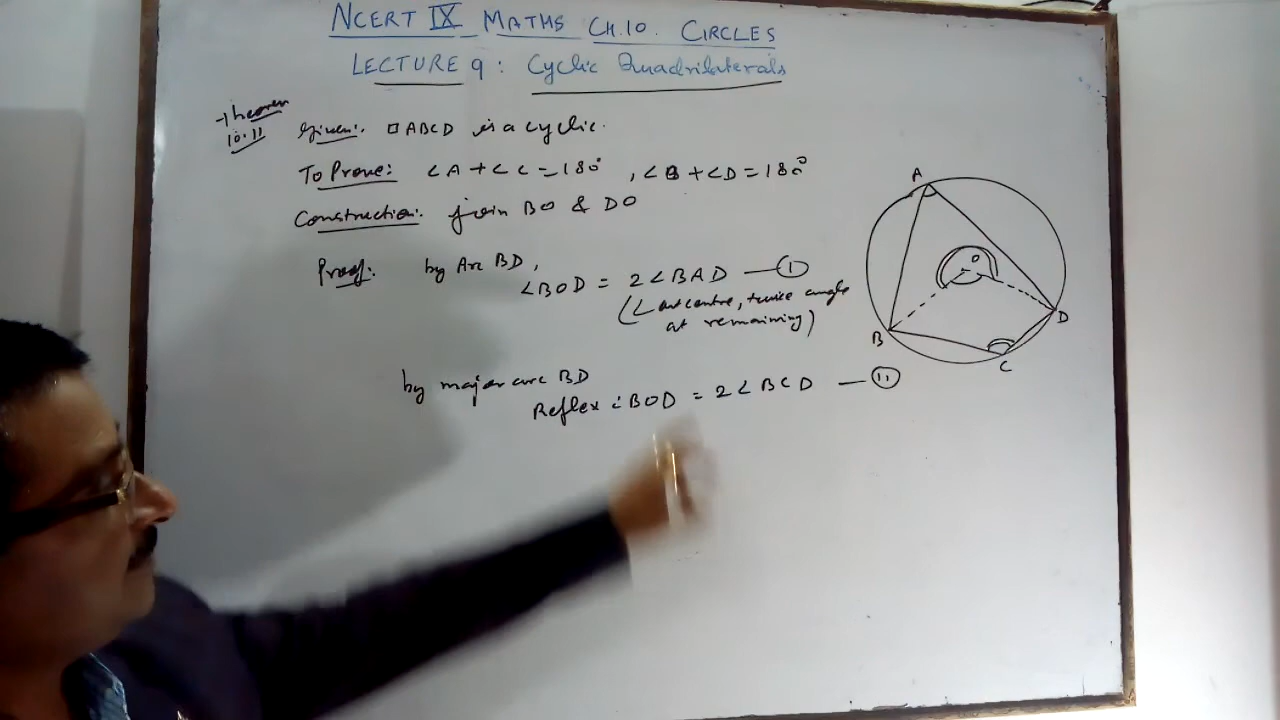 NCERT IX MATHS CH.10. CIRCLES
LECTURE 9: Cyclic Quadrilaterals
Theorem
10.11
Given:. □ABCD is a cyclic.
To Prove: ∠A+∠C=180°, ∠B+∠D=180°
Construction:. join BO & DO
Proof: by Arc BD,
∠BOD = 2∠BAD —(I)
(∠ at centre, twice angle
at remaining)
by major arc BD
Reflex ∠BOD = 2∠BCD —(II)
A
O
B
D
C